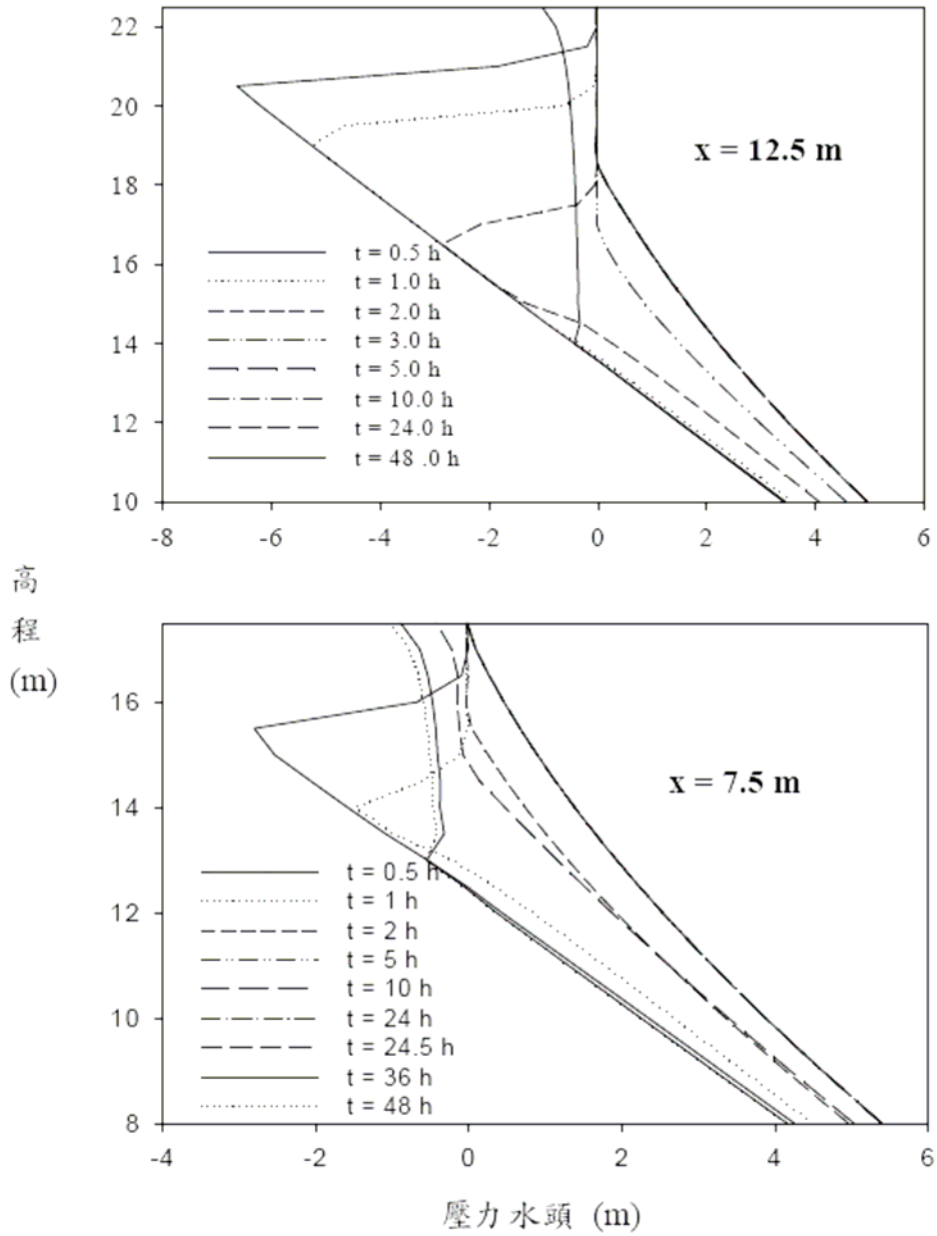 22
20
18
16
14
12
10
x = 12.5 m
t = 0.5 h
t = 1.0 h
t = 2.0 h
t = 3.0 h
t = 5.0 h
t = 10.0 h
t = 24.0 h
t = 48 .0 h
-8 -6 -4 -2 0 2 4 6
高
程
(m)
16
14
12
10
8
x = 7.5 m
t = 0.5 h
t = 1 h
t = 2 h
t = 5 h
t = 10 h
t = 24 h
t = 24.5 h
t = 36 h
t = 48 h
-4 -2 0 2 4 6
壓力水頭 (m)